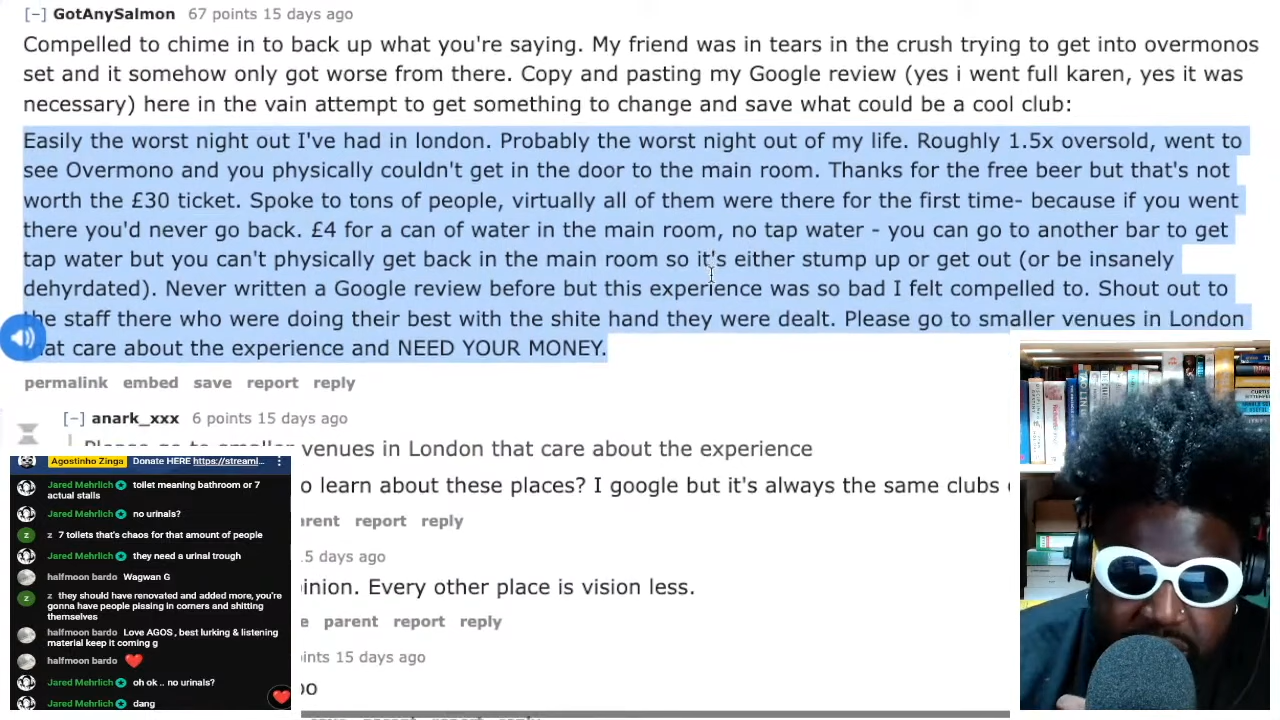 [−] GotAnySalmon 67 points 15 days ago
Compelled to chime in to back up what you're saying. My friend was in tears in the crush trying to get into overmonos
set and it somehow only got worse from there. Copy and pasting my Google review (yes i went full karen, yes it was
necessary) here in the vain attempt to get something to change and save what could be a cool club:
Easily the worst night out I've had in london. Probably the worst night out of my life. Roughly 1.5x oversold, went to
see Overmono and you physically couldn't get in the door to the main room. Thanks for the free beer but that's not
worth the £30 ticket. Spoke to tons of people, virtually all of them were there for the first time- because if you went
there you'd never go back. £4 for a can of water in the main room, no tap water - you can go to another bar to get
tap water but you can't physically get back in the main room so it's either stump up or get out (or be insanely
dehyrdated). Never written a Google review before but this experience was so bad I felt compelled to. Shout out to
the staff there who were doing their best with the shite hand they were dealt. Please go to smaller venues in London
that care about the experience and NEED YOUR MONEY.
permalink embed save report reply
[−] anark_xxx 6 points 15 days ago
Please go to smaller venues in London that care about the experience
o learn about these places? I google but it's always the same clubs
arent report reply
15 days ago
inion. Every other place is vision less.
e parent report reply
ints 15 days ago
oo
Agostinho Zinga Donate HERE https://streaml...
Jared Mehrlich toilet meaning bathroom or 7
actual stalls
Jared Mehrlich no urinals?
z z 7 toilets that's chaos for that amount of people
Jared Mehrlich they need a urinal trough
halfmoon bardo Wagwan G
z z they should have renovated and added more, you're
gonna have people pissing in corners and shitting
themselves
halfmoon bardo Love AGOS , best lurking & listening
material keep it coming g
halfmoon bardo ❤️
Jared Mehrlich oh ok .. no urinals?
Jared Mehrlich dang